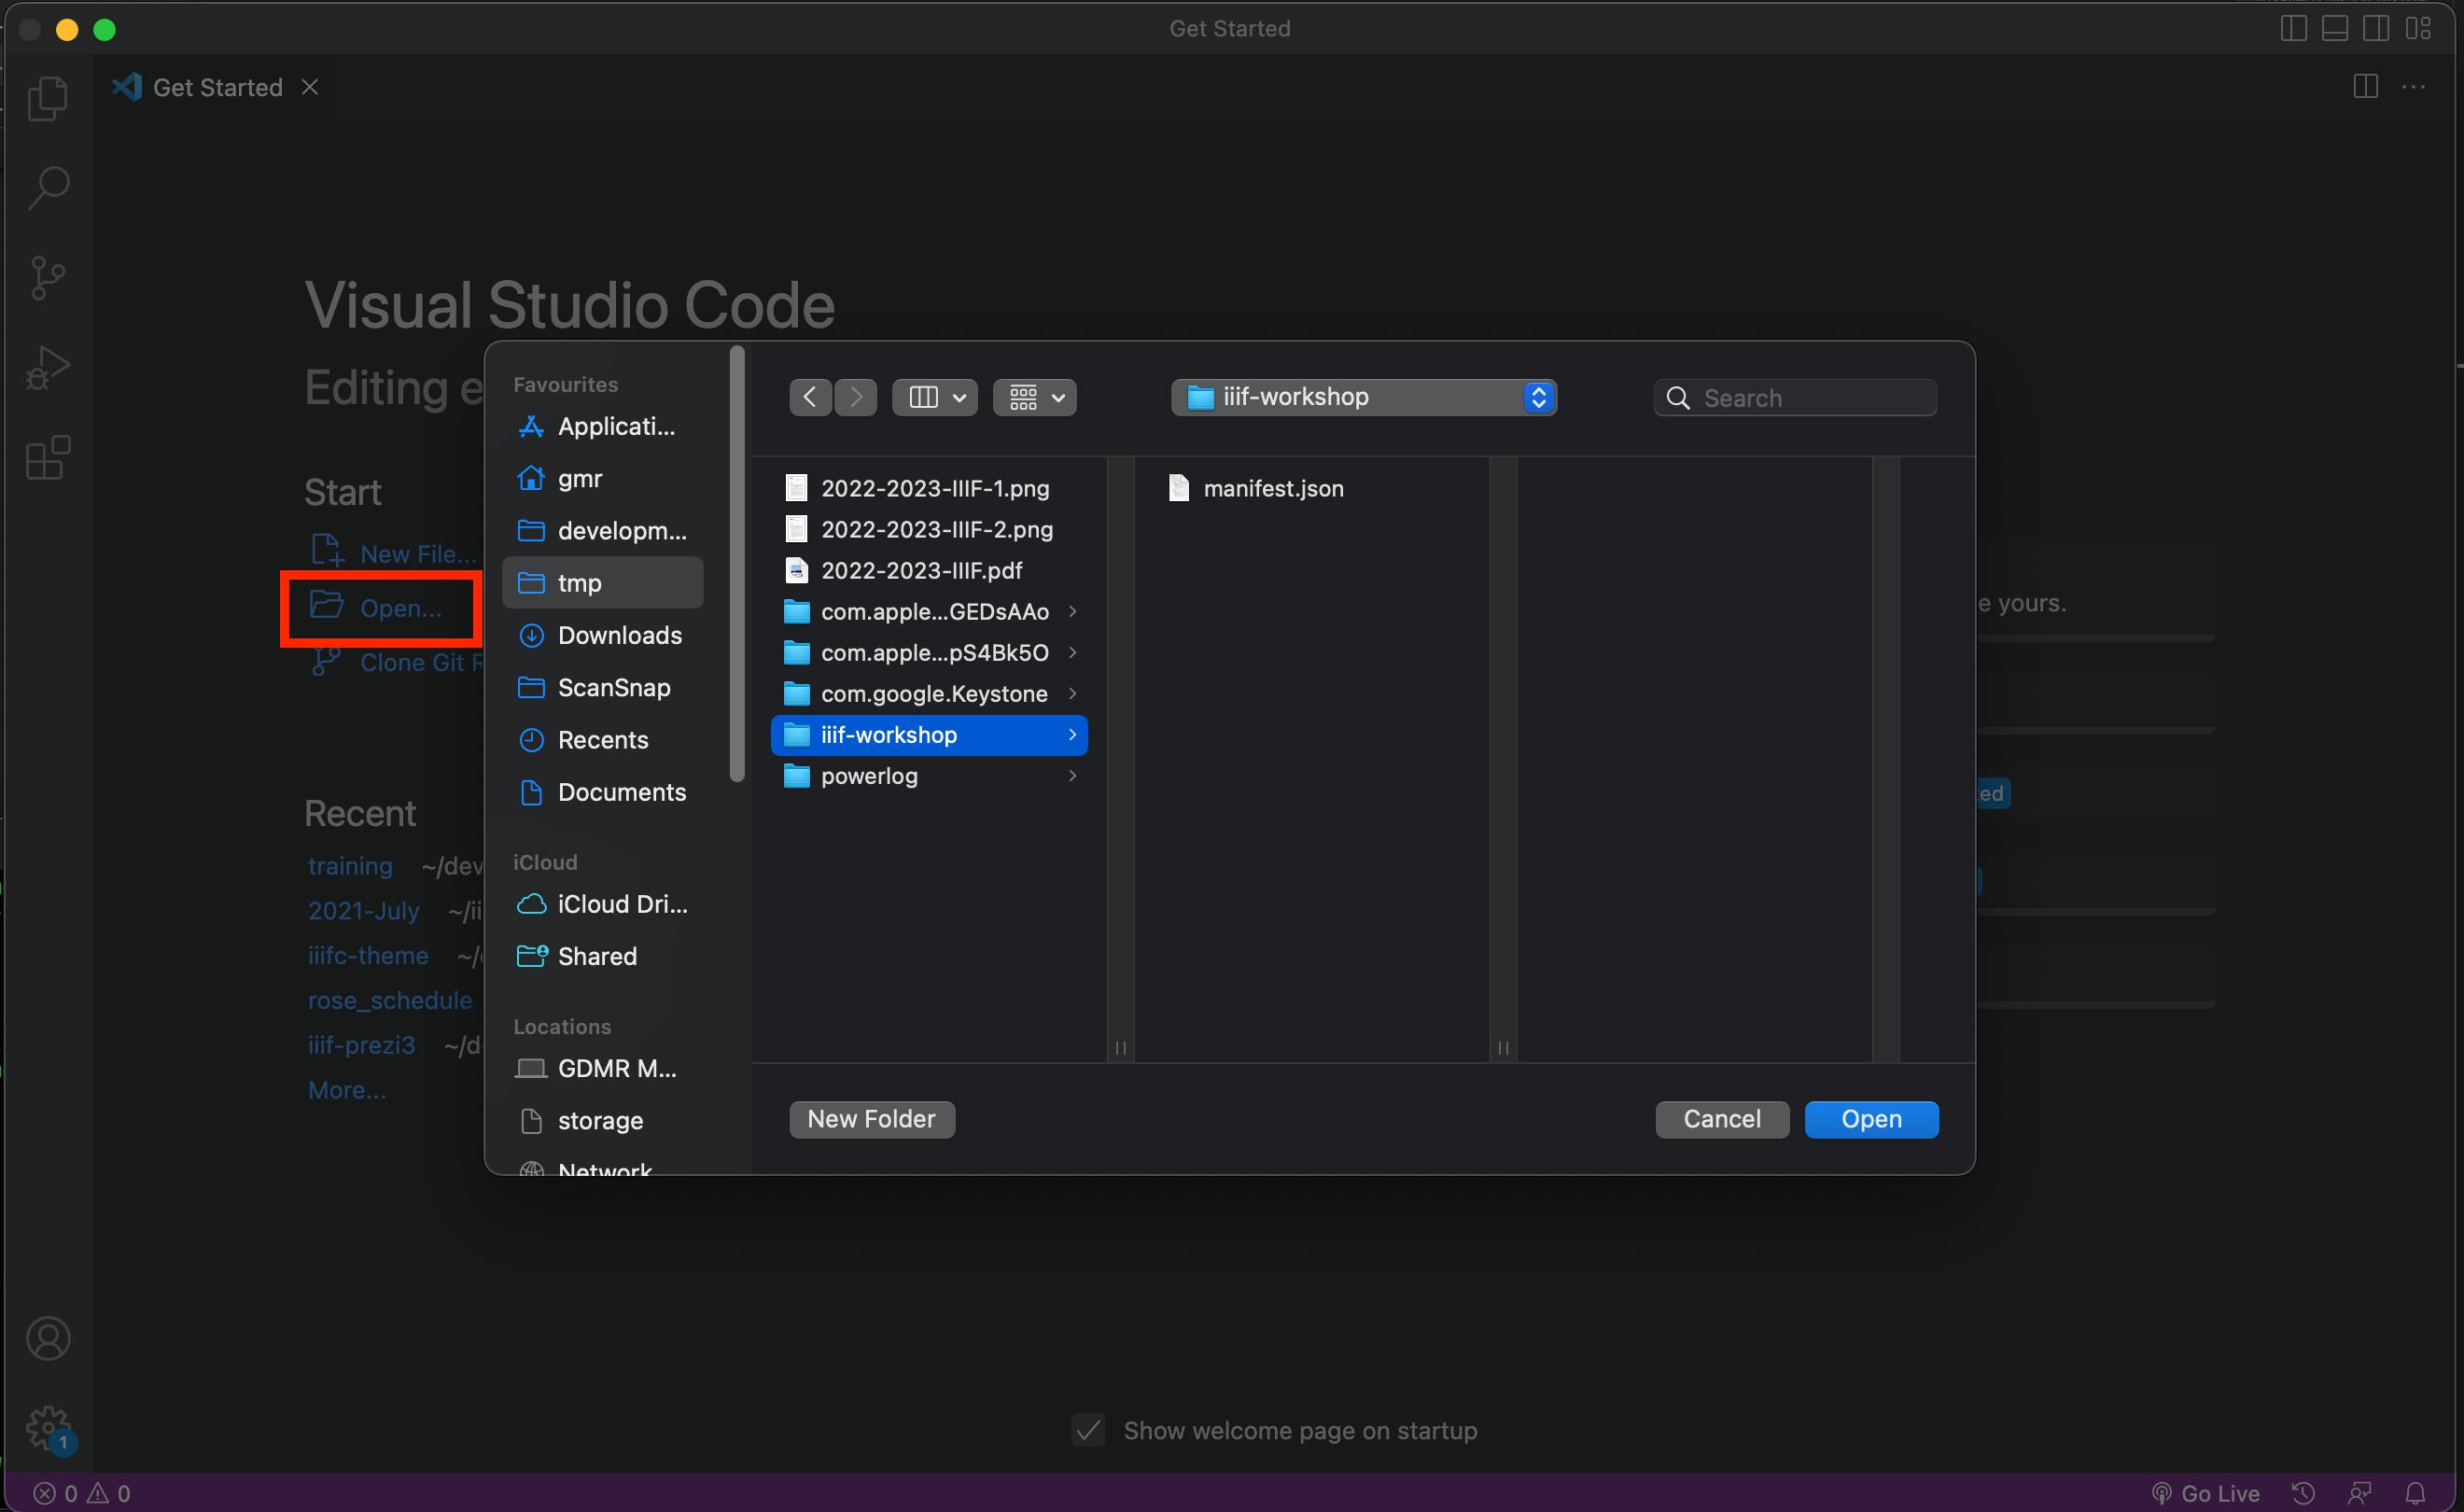 Get Started
Get Started
Visual Studio Code
Editing e
Start
New File...
Open...
Clone Git R
Recent
training ~/dev
2021-July ~/ii
iiifc-theme ~/
rose_schedule
iiif-prezi3 ~/d
More...
Favourites
Applicati...
gmr
developm...
tmp
Downloads
ScanSnap
Recents
Documents
iCloud
iCloud Dri...
Shared
Locations
GDMR M...
storage
Network
iiif-workshop
Search
2022-2023-IIIF-1.png
2022-2023-IIIF-2.png
2022-2023-IIIF.pdf
com.apple...GEDsAAo
com.apple...pS4Bk5O
com.google.Keystone
iiif-workshop
powerlog
manifest.json
New Folder
Cancel
Open
e yours.
ed
Show welcome page on startup
1
0 0
Go Live